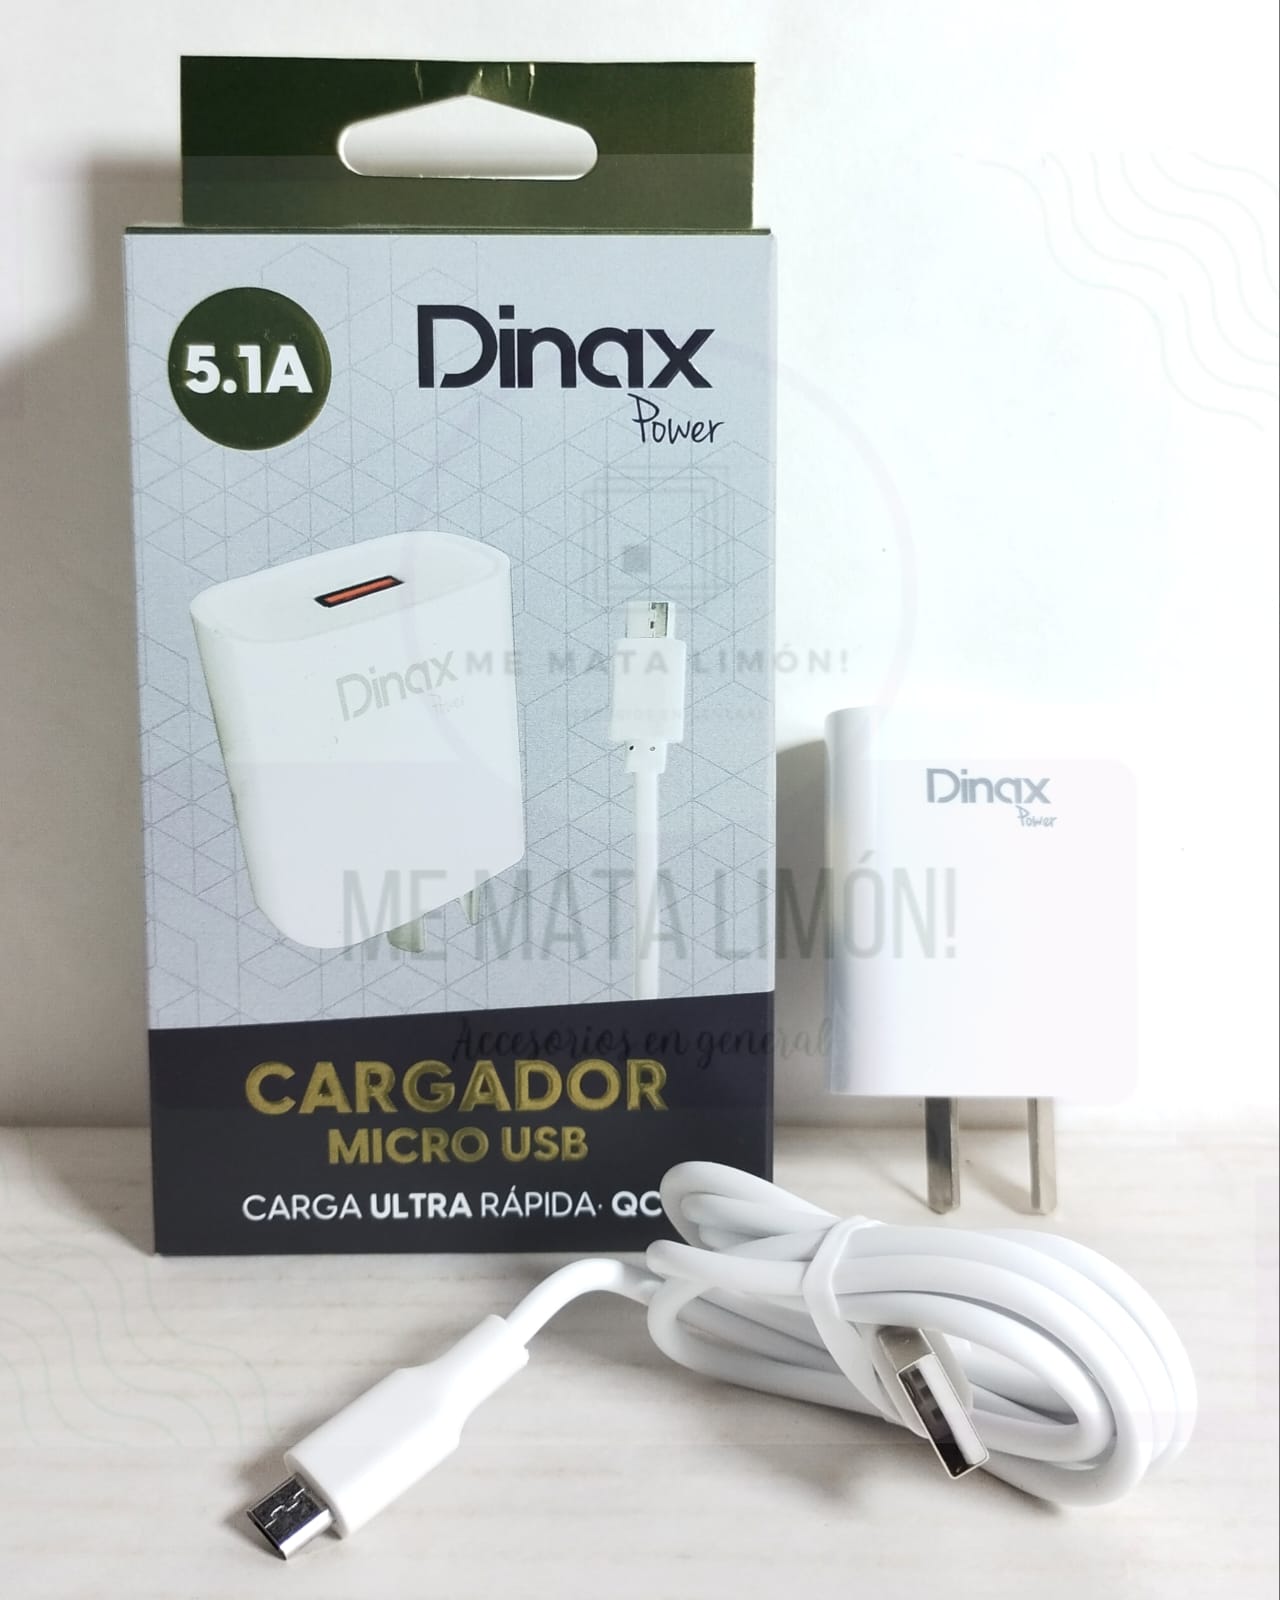 5.1A
Dinax
Power
Dinax
Power
ME MATA LIMÓN!
Dinax
Power
ME MATA LIMÓN!
Accesorios en general
CARGADOR
MICRO USB
CARGA ULTRA RÁPIDA· QC